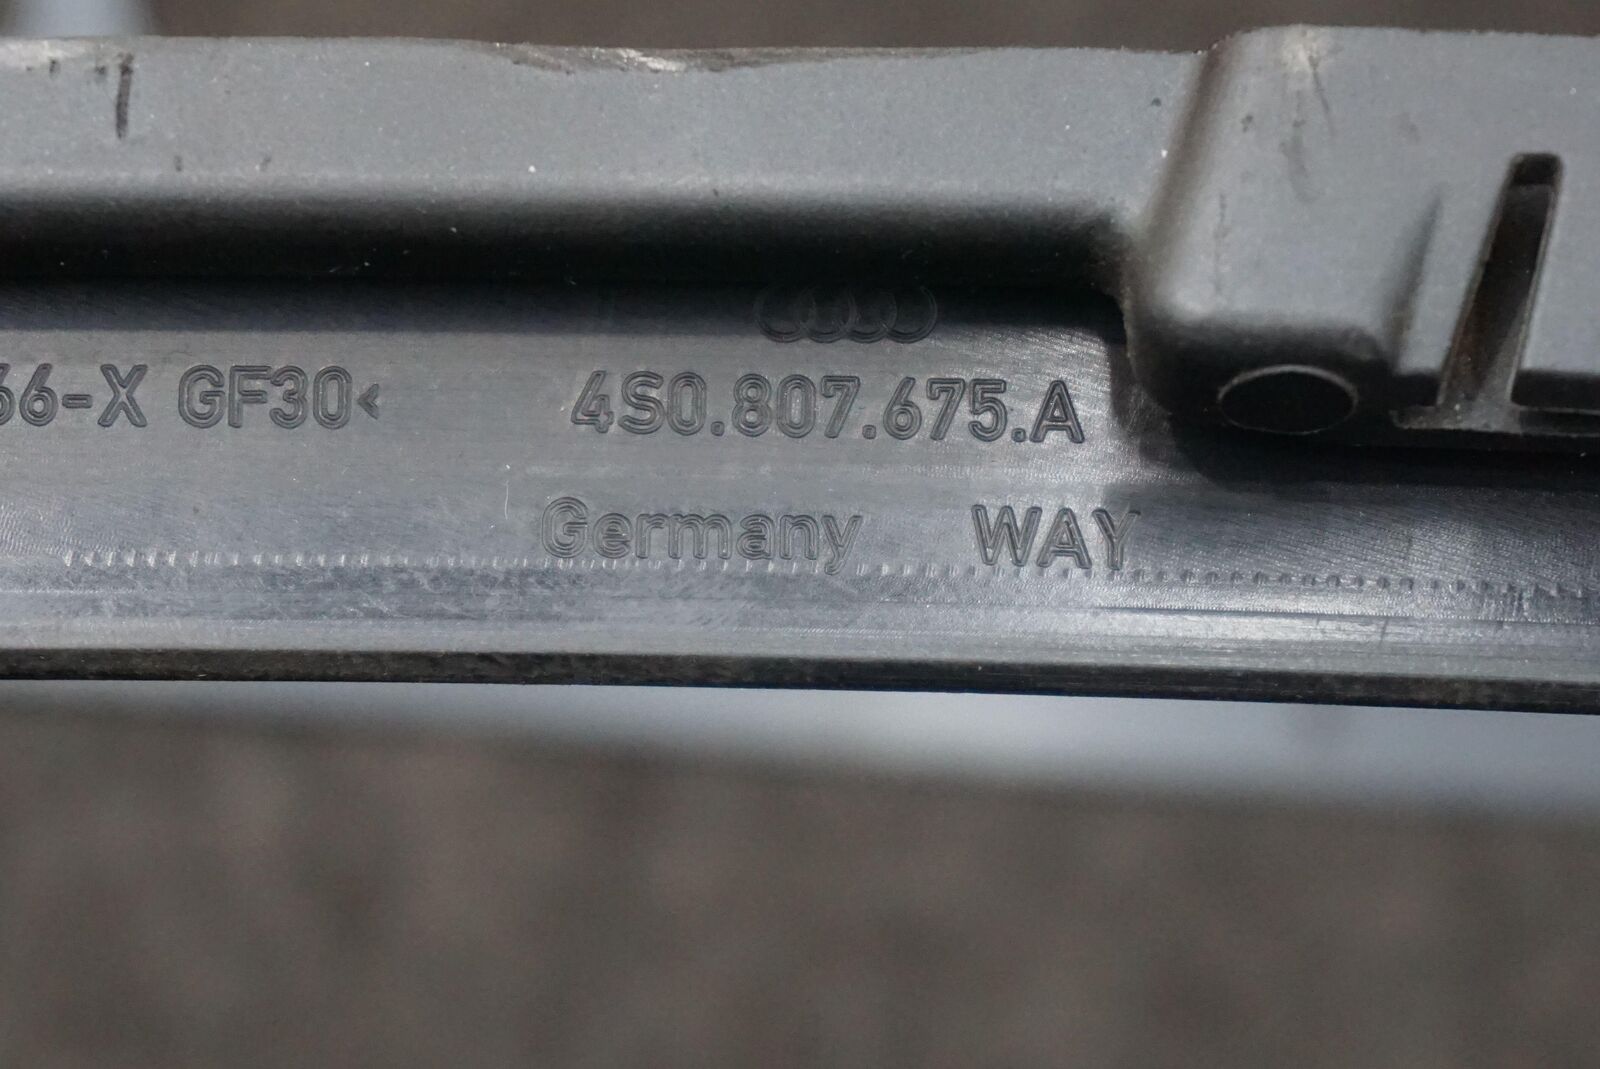 66-X GF30<
4S0.807.675.A
Germany WAY